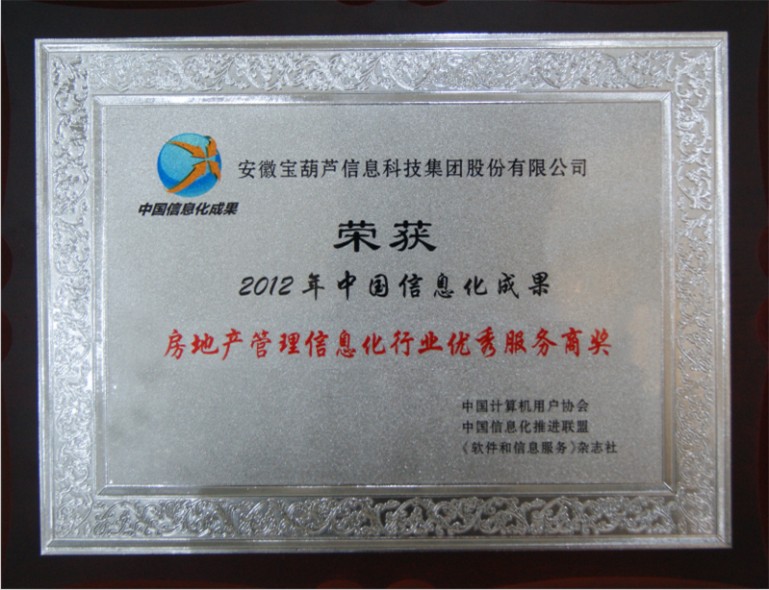 安徽宝葫芦信息科技集团股份有限公司
中国信息化成果
荣获
2012年中国信息化成果
房地产管理信息化行业优秀服务商奖
中国计算机用户协会
中国信息化推进联盟
《软件和信息服务》杂志社